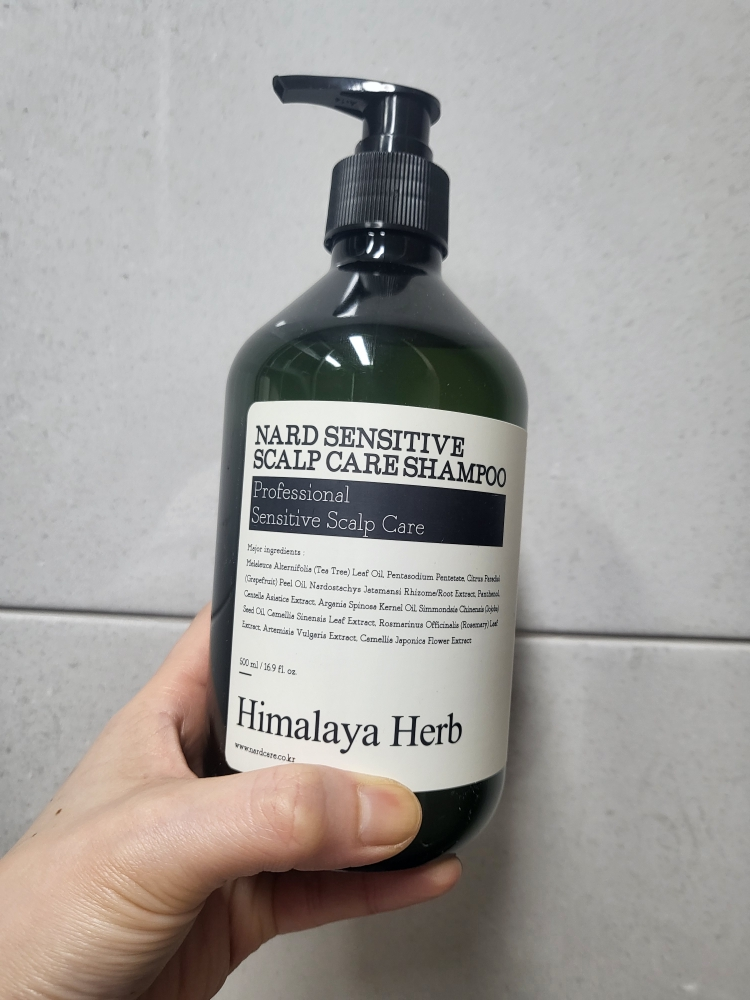 NARD SENSITIVE
SCALP CARE SHAMPOO
Professional
Sensitive Scalp Care
Major ingredients :
Melaleuca Alternifolia (Tea Tree) Leaf Oil, Pentasodium Pentetate, Citrus Paradisi
(Grapefruit) Peel Oil, Nardostachys Jatamansi Rhizome/Root Extract, Panthenol,
Centella Asiatica Extract, Argania Spinosa Kernel Oil, Simmondsia Chinensis (Jojoba)
Seed Oil, Camellia Sinensis Leaf Extract, Rosmarinus Officinalis (Rosemary) Leaf
Extract, Artemisia Vulgaris Extract, Camellia Japonica Flower Extract
500 ml / 16.9 fl. oz.
Himalaya Herb
www.nardcare.co.kr